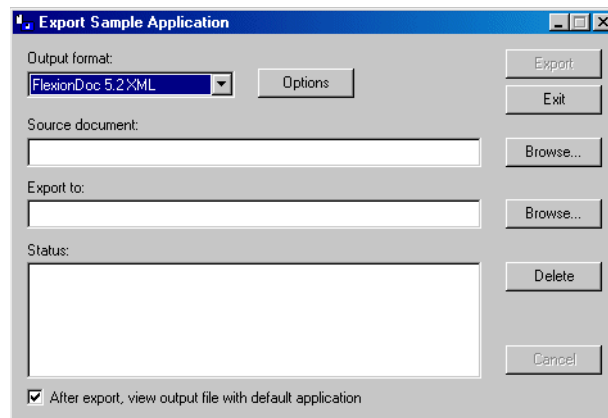 Export Sample Application
Output format:
FlexionDoc 5.2 XML
Options
Export
Exit
Source document:
Browse...
Export to:
Browse...
Status:
Delete
Cancel
After export, view output file with default application